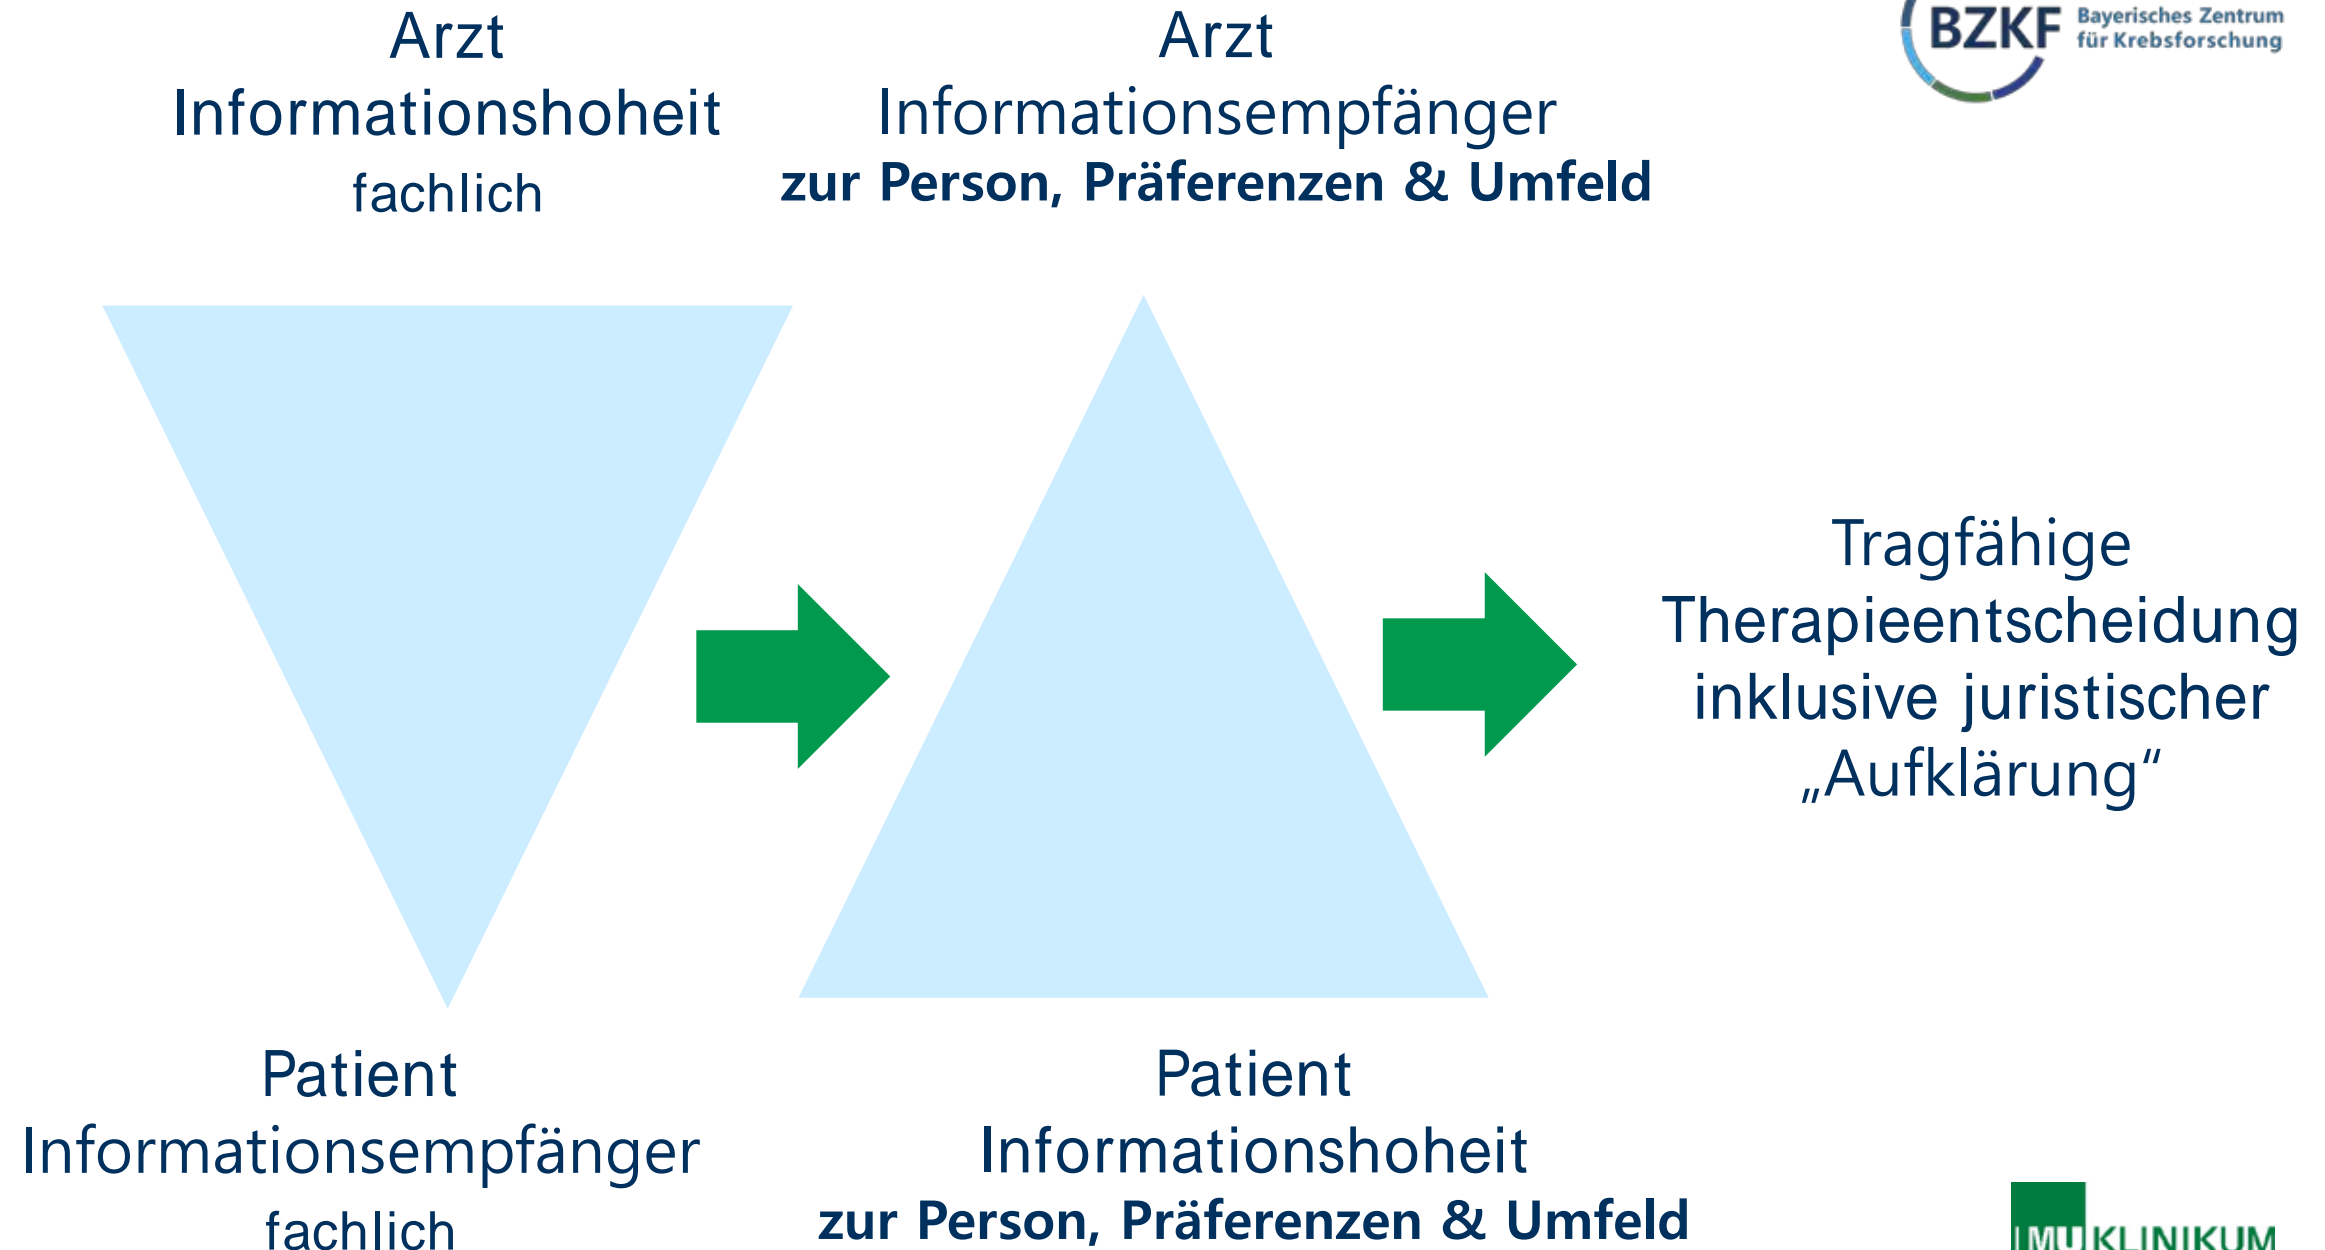 Arzt
Informationshoheit
fachlich
Arzt
Informationsempfänger
zur Person, Präferenzen & Umfeld
BZKF
Bayerisches Zentrum
für Krebsforschung
Tragfähige
Therapieentscheidung
inklusive juristischer
„Aufklärung“
Patient
Informationsempfänger
fachlich
Patient
Informationshoheit
zur Person, Präferenzen & Umfeld
LMU KLINIKUM